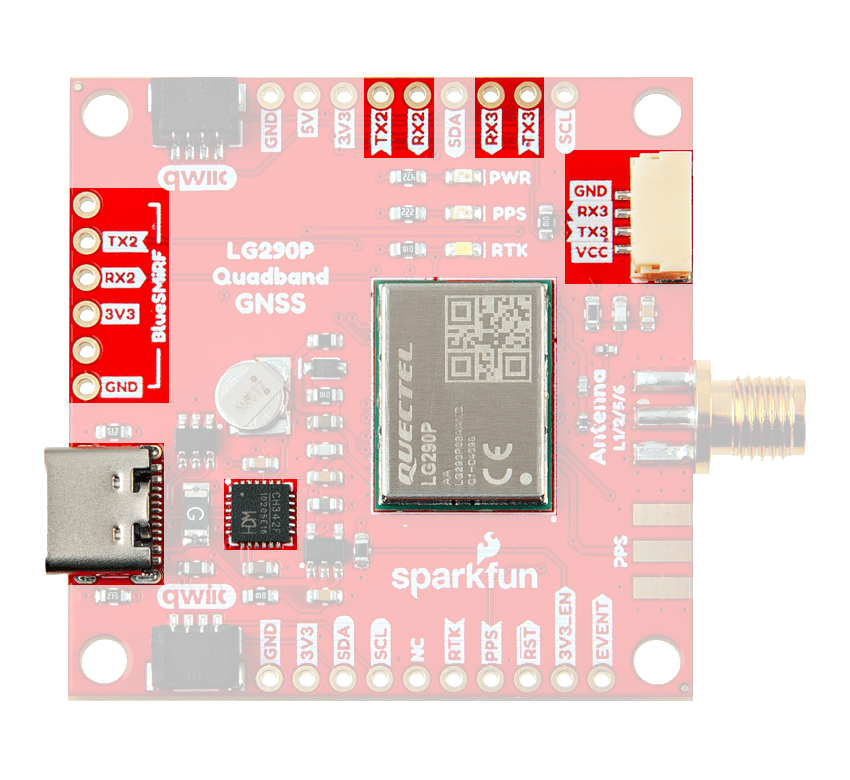 GND
5V
3V3
TX2
RX2
SDA
RX3
TX3
SCL
qwiic
PWR
PPS
RTK
GND
RX3
TX3
VCC
TX2
RX2
3V3
GND
BlueSMiRF
LG290P
Quadband
GNSS
QUECTEL
LG290P
AA
Antenna
L1/2/5/6
CH342F
G
PPS
sparkfun
qwiic
GND
3V3
SDA
SCL
NC
RTK
PPS
RST
3V3_EN
EVENT